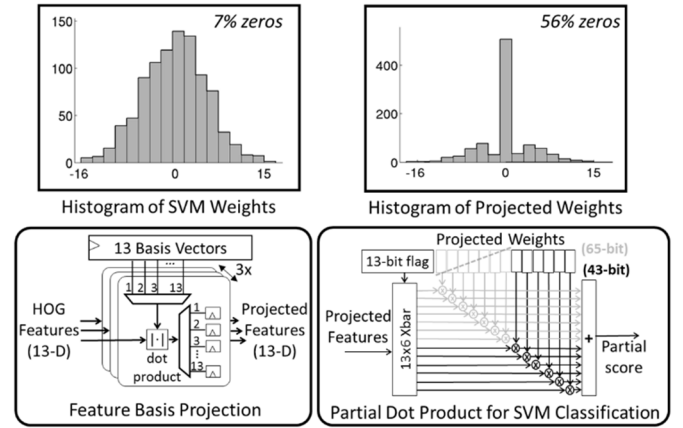 7% zeros
150
100
50
0
-16
0
15
Histogram of SVM Weights
56% zeros
400
200
0
-16
0
15
Histogram of Projected Weights
13 Basis Vectors
...
3x
1 2 3 13
HOG
Features
(13-D)
|·|
dot
product
1
2
3
13
Projected
Features
(13-D)
Feature Basis Projection
Projected Weights
(65-bit)
(43-bit)
13-bit flag
Projected
Features
13x6 Xbar
+
Partial
score
Partial Dot Product for SVM Classification